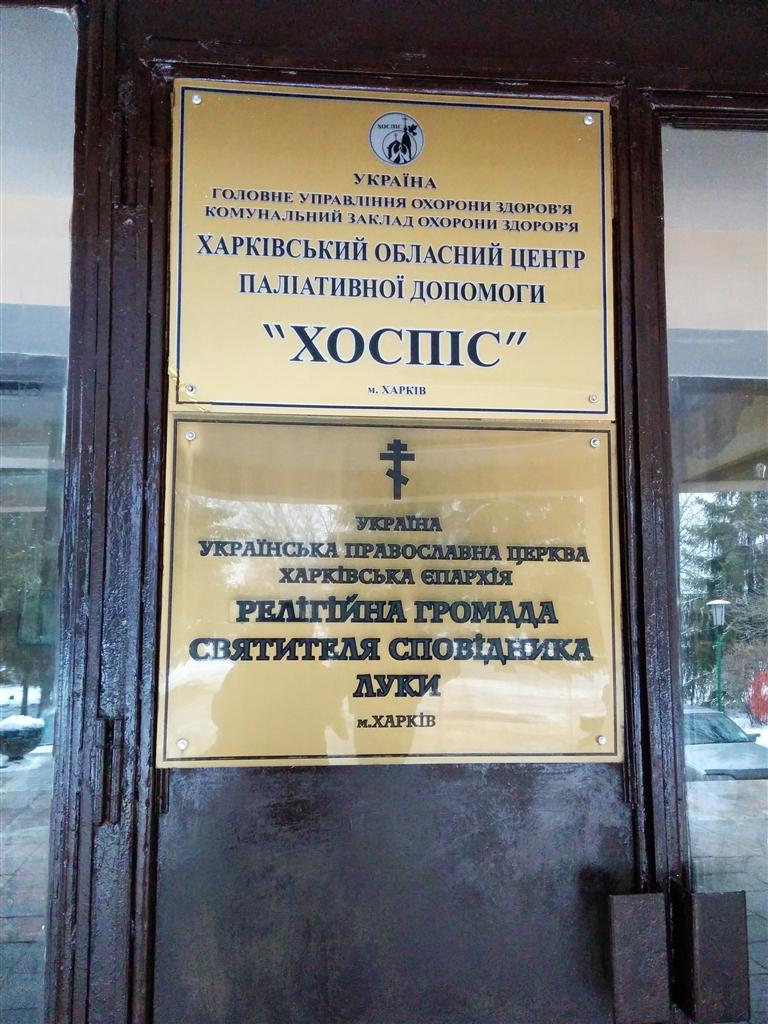 ХОСПІС
УКРАЇНА
ГОЛОВНЕ УПРАВЛІННЯ ОХОРОНИ ЗДОРОВ'Я
КОМУНАЛЬНИЙ ЗАКЛАД ОХОРОНИ ЗДОРОВ'Я
ХАРКІВСЬКИЙ ОБЛАСНИЙ ЦЕНТР
ПАЛІАТИВНОЇ ДОПОМОГИ
"ХОСПІС"
м. ХАРКІВ
УКРАЇНА
УКРАЇНСЬКА ПРАВОСЛАВНА ЦЕРКВА
ХАРКІВСЬКА ЄПАРХІЯ
РЕЛІГІЙНА ГРОМАДА
СВЯТИТЕЛЯ СПОВІДНИКА
ЛУКИ
м.ХАРКІВ